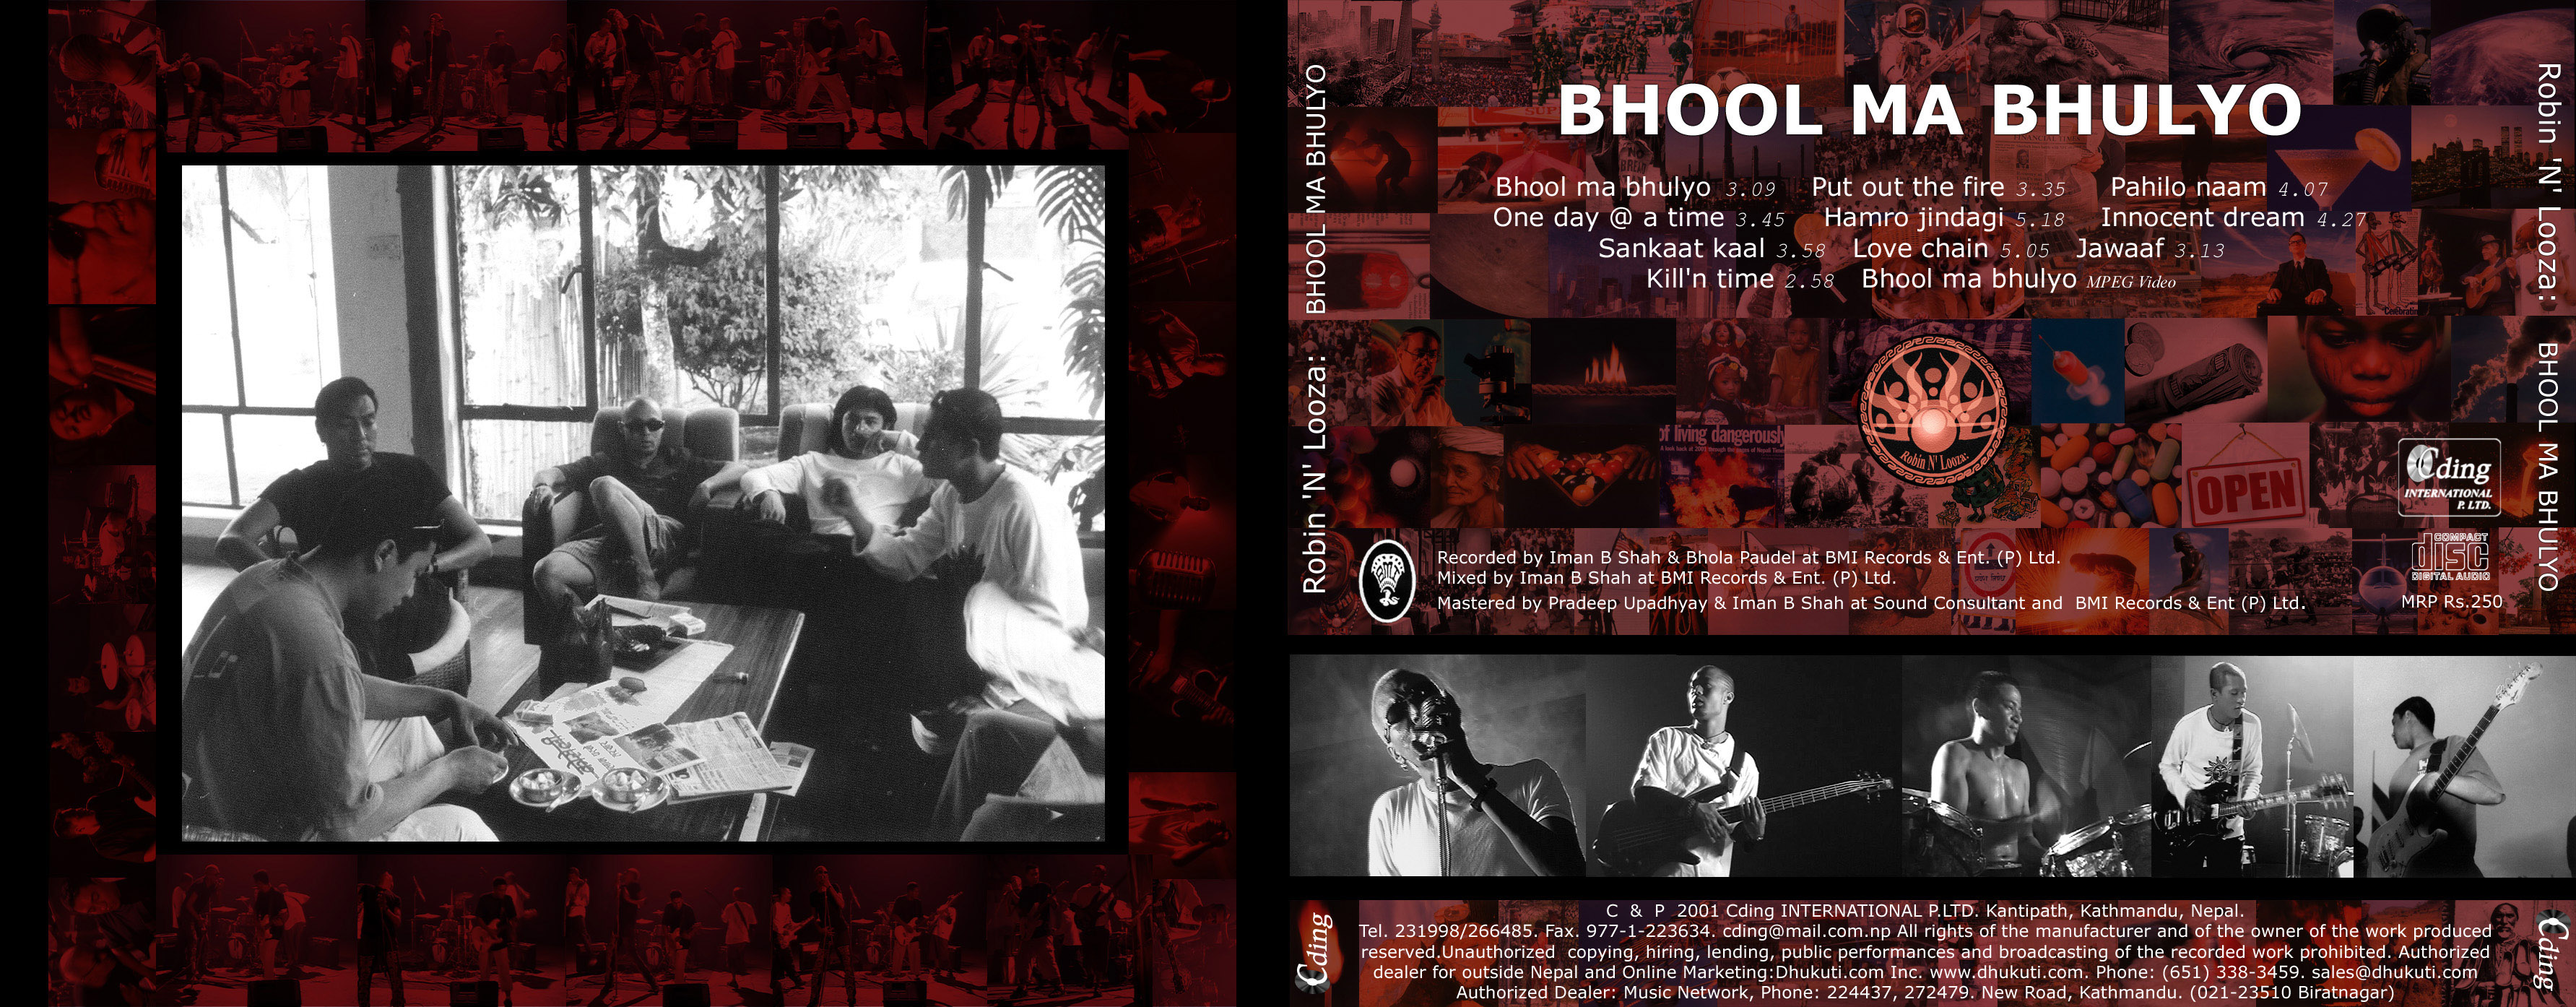 BHOOL MA BHULYO
Bhool ma bhulyo 3.09 Put out the fire 3.35 Pahilo naam 4.07
One day @ a time 3.45 Hamro jindagi 5.18 Innocent dream 4.27
Sankaat kaal 3.58 Love chain 5.05 Jawaaf 3.13
Kill'n time 2.58 Bhool ma bhulyo MPEG Video
Robin 'N' Looza: BHOOL MA BHULYO
Robin 'N' Looza: BHOOL MA BHULYO
Robin N' Looza:
of living dangerously
OPEN
Cding
INTERNATIONAL
P. LTD.
Recorded by Iman B Shah & Bhola Paudel at BMI Records & Ent. (P) Ltd.
Mixed by Iman B Shah at BMI Records & Ent. (P) Ltd.
Mastered by Pradeep Upadhyay & Iman B Shah at Sound Consultant and BMI Records & Ent (P) Ltd.
COMPACT
disc
DIGITAL AUDIO
MRP Rs.250
Cding
Cding
C & P 2001 Cding INTERNATIONAL P.LTD. Kantipath, Kathmandu, Nepal.
Tel. 231998/266485. Fax. 977-1-223634. cding@mail.com.np All rights of the manufacturer and of the owner of the work produced
reserved.Unauthorized copying, hiring, lending, public performances and broadcasting of the recorded work prohibited. Authorized
dealer for outside Nepal and Online Marketing:Dhukuti.com Inc. www.dhukuti.com. Phone: (651) 338-3459. sales@dhukuti.com
Authorized Dealer: Music Network, Phone: 224437, 272479. New Road, Kathmandu. (021-23510 Biratnagar)